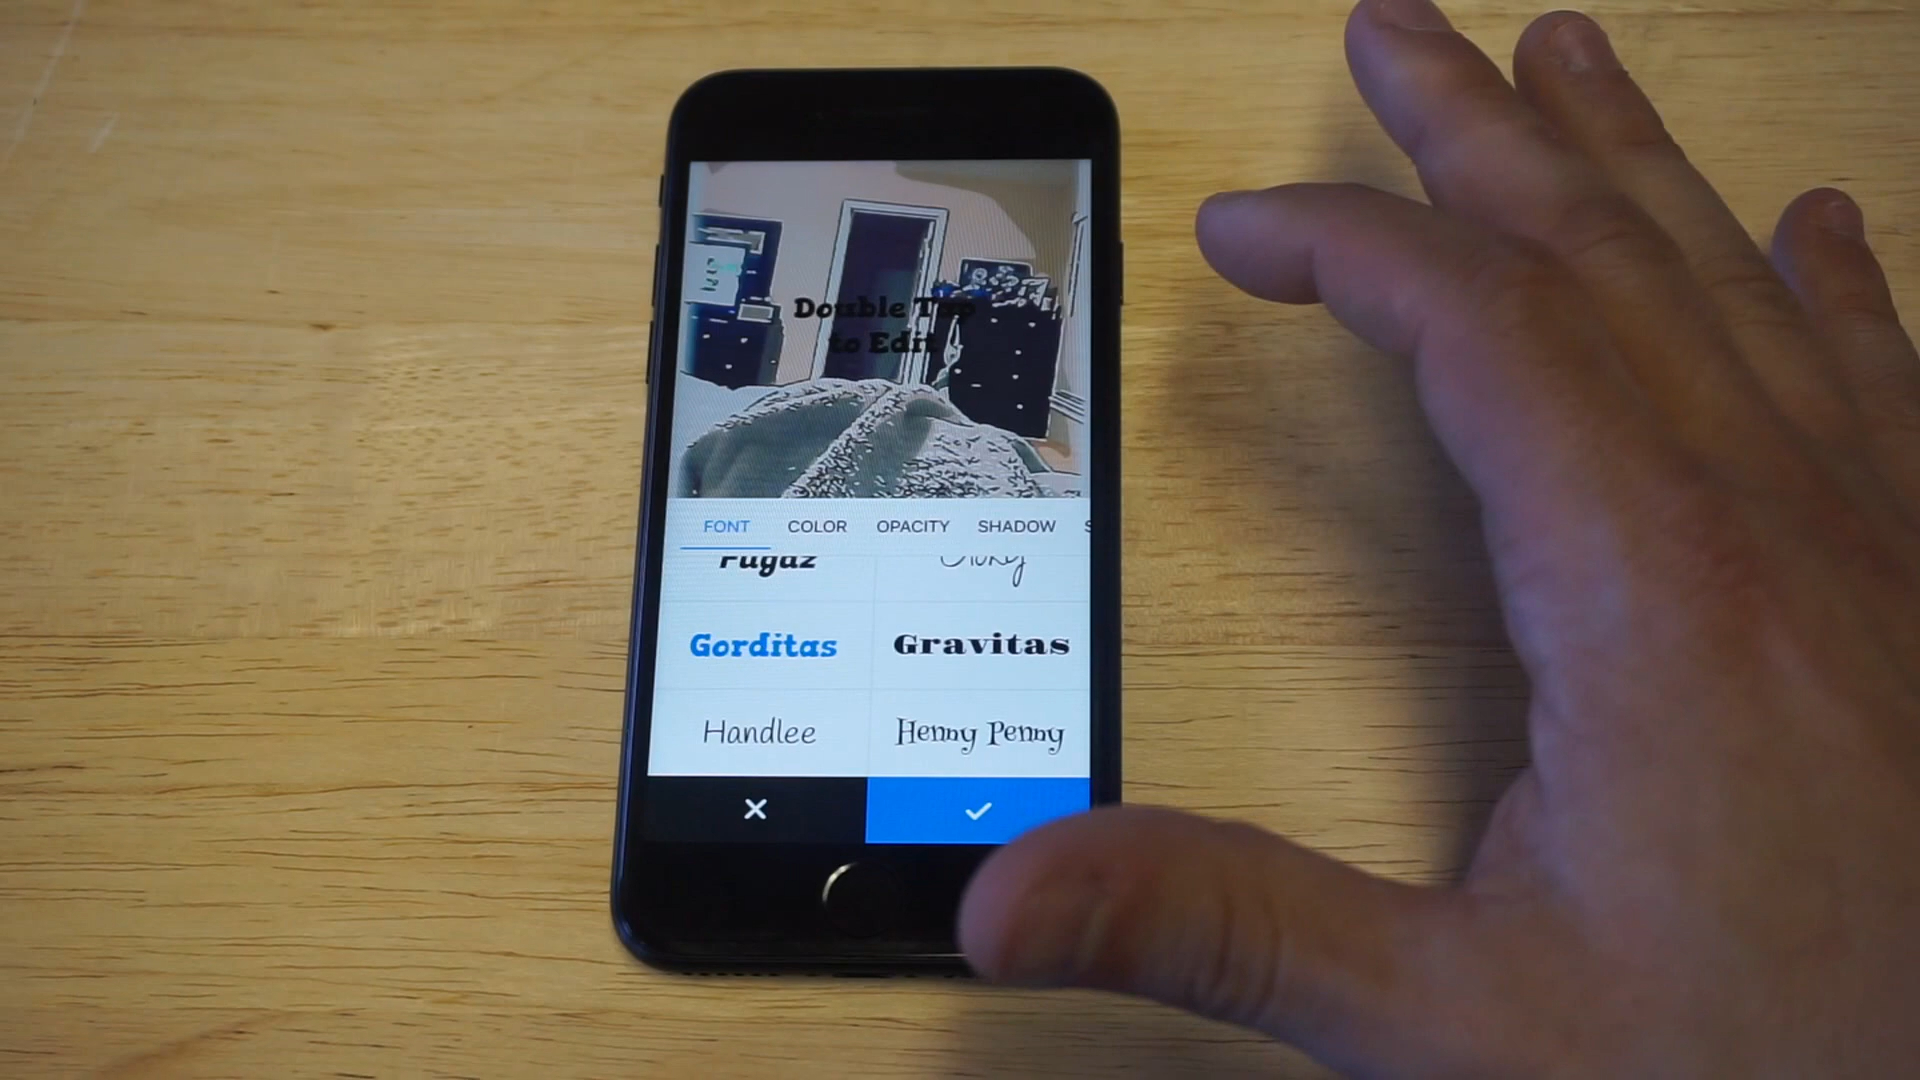 Double Tap
to Edit
FONT COLOR OPACITY SHADOW S
Fugaz
Gorditas Gravitas
Handlee Henny Penny